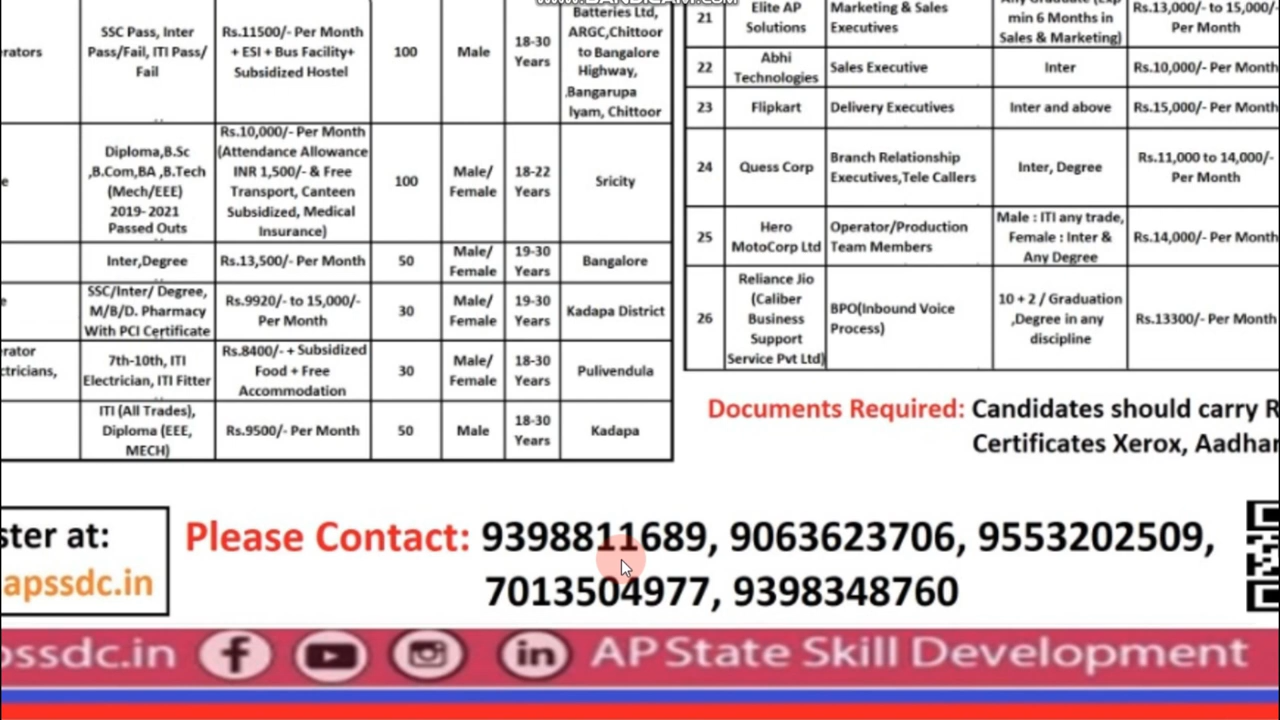 WWW.BANDICAM.COM
Batteries Ltd,
ARGC,Chittoor
to Bangalore
Highway,
Bangarupa
lyam, Chittoor
erators
SSC Pass, Inter
Pass/Fail, ITI Pass/
Fail
Rs.11500/- Per Month
+ ESI + Bus Facility+
Subsidized Hostel
100
Male
18-30
Years
e
Diploma,B.Sc
,B.Com,BA ,B.Tech
(Mech/EEE)
2019- 2021
Passed Outs
Rs.10,000/- Per Month
(Attendance Allowance
INR 1,500/- & Free
Transport, Canteen
Subsidized, Medical
Insurance)
100
Male/
Female
18-22
Years
Sricity
Inter,Degree
Rs.13,500/- Per Month
50
Male/
Female
19-30
Years
Bangalore
e
SSC/Inter/ Degree,
M/B/D. Pharmacy
With PCI Certificate
Rs.9920/- to 15,000/-
Per Month
30
Male/
Female
19-30
Years
Kadapa District
rator
ctricians,
7th-10th, ITI
Electrician, ITI Fitter
Rs.8400/- + Subsidized
Food + Free
Accommodation
30
Male/
Female
18-30
Years
Pulivendula
ITI (All Trades),
Diploma (EEE,
MECH)
Rs.9500/- Per Month
50
Male
18-30
Years
Kadapa
21
Elite AP
Solutions
Marketing & Sales
Executives
Any Graduate (Exp
min 6 Months in
Sales & Marketing)
Rs.13,000/- to 15,000/-
Per Month
22
Abhi
Technologies
Sales Executive
Inter
Rs.10,000/- Per Month
23
Flipkart
Delivery Executives
Inter and above
Rs.15,000/- Per Month
24
Quess Corp
Branch Relationship
Executives,Tele Callers
Inter, Degree
Rs.11,000 to 14,000/-
Per Month
25
Hero
MotoCorp Ltd
Operator/Production
Team Members
Male : ITI any trade,
Female : Inter &
Any Degree
Rs.14,000/- Per Month
26
Reliance Jio
(Caliber
Business
Support
Service Pvt Ltd)
BPO(Inbound Voice
Process)
10 + 2 / Graduation
,Degree in any
discipline
Rs.13300/- Per Month
Documents Required: Candidates should carry R
Certificates Xerox, Aadhar
ster at:
apssdc.in
Please Contact: 9398811689, 9063623706, 9553202509,
7013504977, 9398348760
ossdc.in
AP State Skill Development